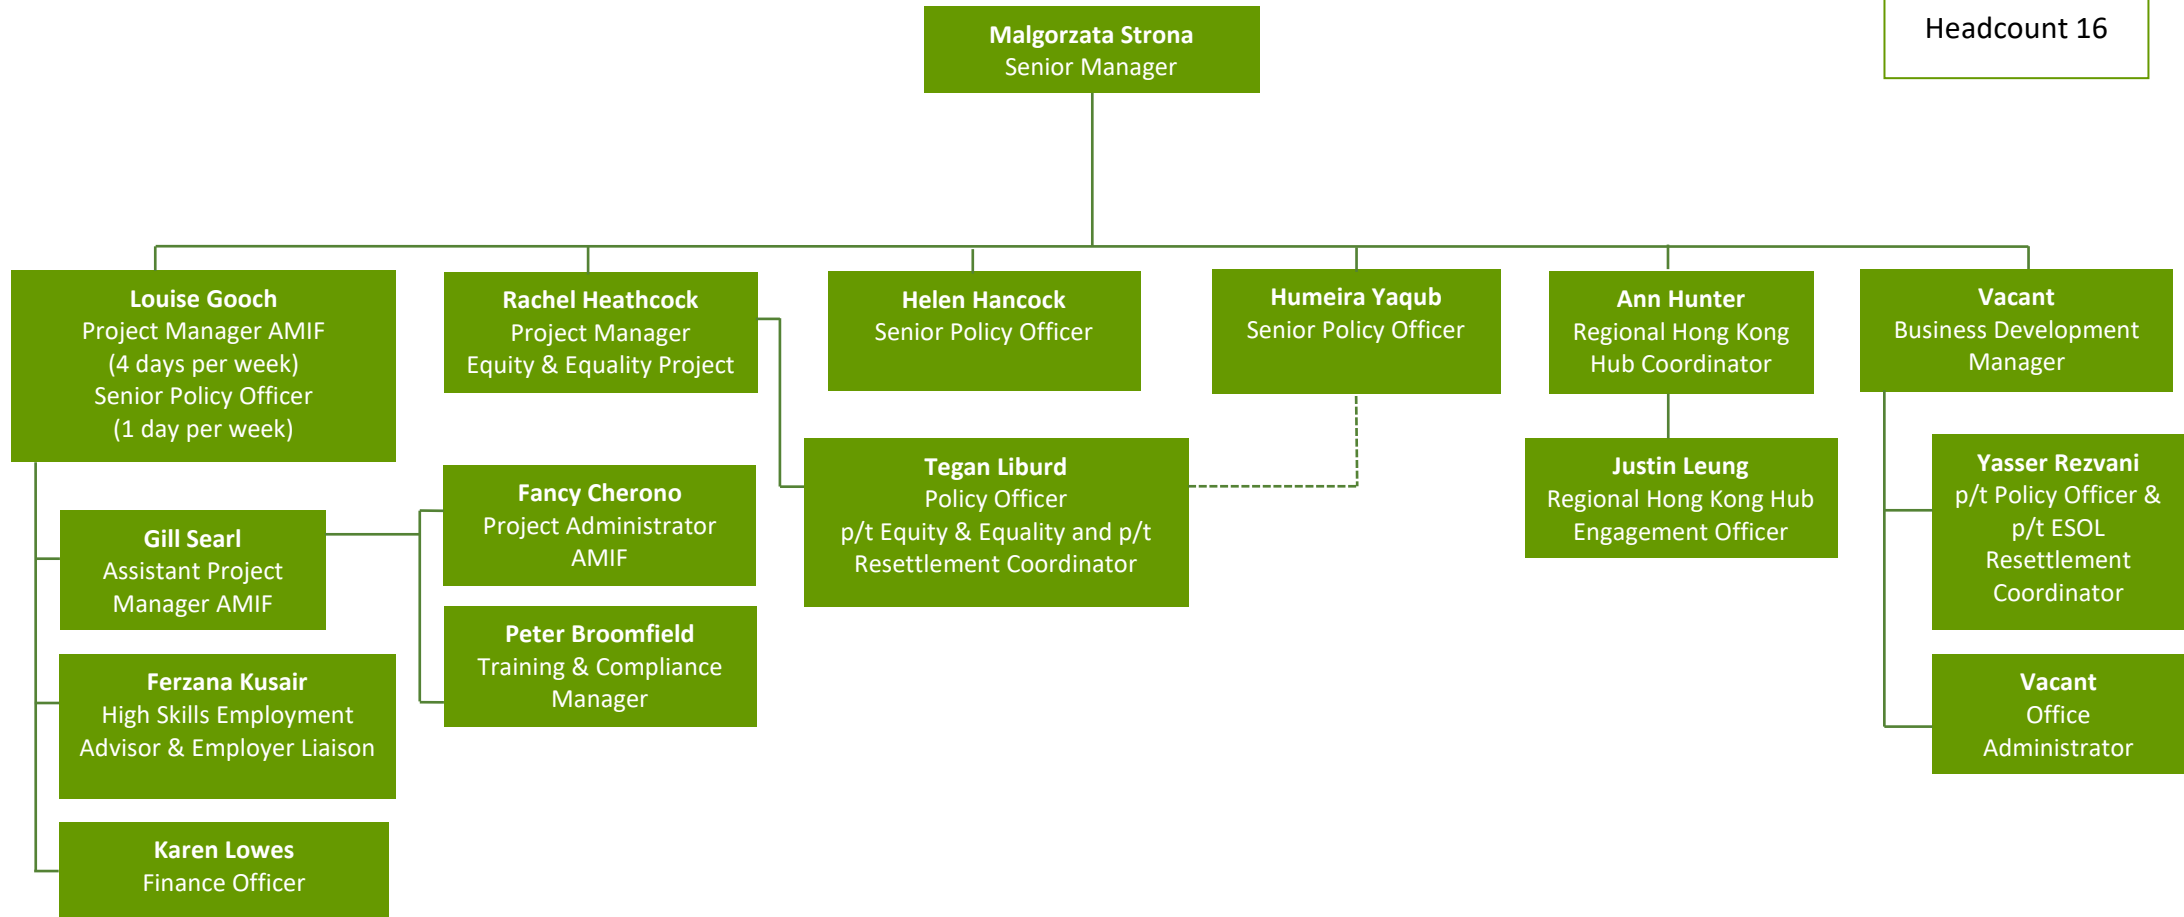 Headcount 16
Malgorzata Strona
Senior Manager
Louise Gooch
Project Manager AMIF
(4 days per week)
Senior Policy Officer
(1 day per week)
Rachel Heathcock
Project Manager
Equity & Equality Project
Helen Hancock
Senior Policy Officer
Humeira Yaqub
Senior Policy Officer
Ann Hunter
Regional Hong Kong
Hub Coordinator
Vacant
Business Development
Manager
Gill Searl
Assistant Project
Manager AMIF
Fancy Cherono
Project Administrator
AMIF
Tegan Liburd
Policy Officer
p/t Equity & Equality and p/t
Resettlement Coordinator
Justin Leung
Regional Hong Kong Hub
Engagement Officer
Yasser Rezvani
p/t Policy Officer &
p/t ESOL
Resettlement
Coordinator
Peter Broomfield
Training & Compliance
Manager
Ferzana Kusair
High Skills Employment
Advisor & Employer Liaison
Vacant
Office
Administrator
Karen Lowes
Finance Officer